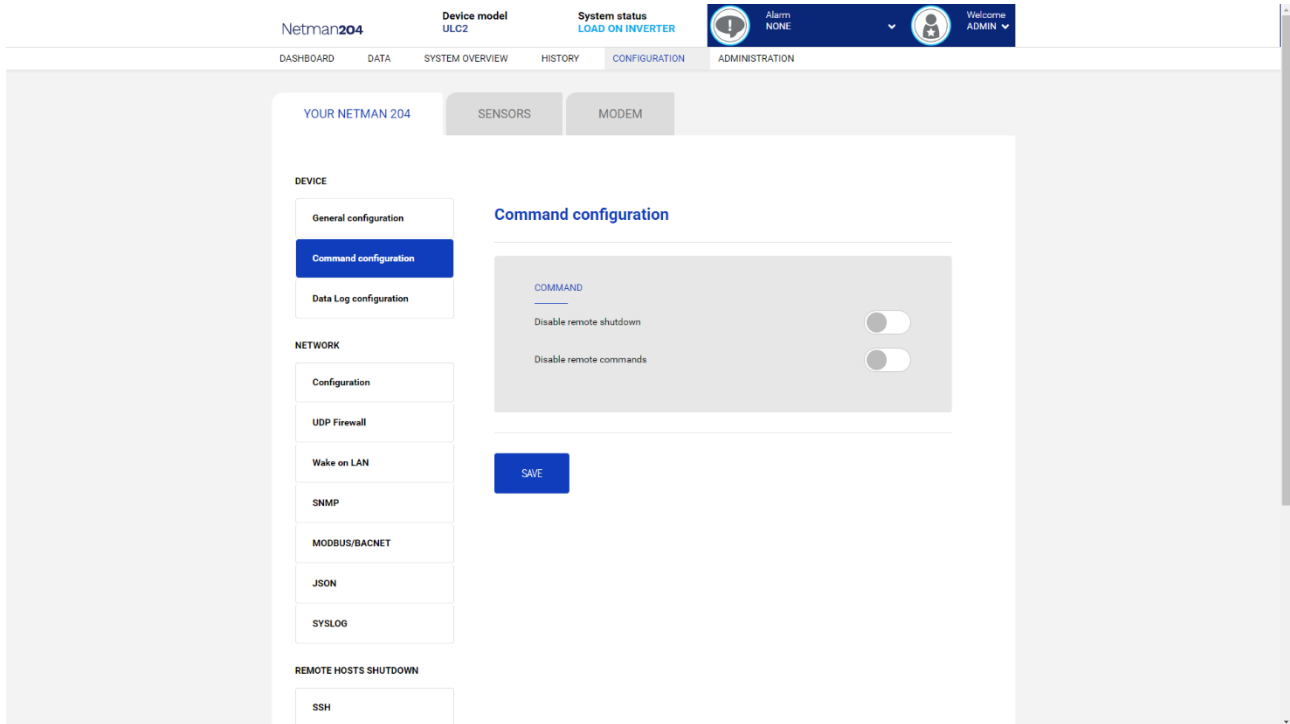 Netman204
Device model
ULC2
System status
LOAD ON INVERTER
Alarm
NONE
Welcome
ADMIN
DASHBOARD DATA SYSTEM OVERVIEW HISTORY CONFIGURATION ADMINISTRATION
YOUR NETMAN 204 SENSORS MODEM
DEVICE
General configuration
Command configuration
Data Log configuration
NETWORK
Configuration
UDP Firewall
Wake on LAN
SNMP
MODBUS/BACNET
JSON
SYSLOG
REMOTE HOSTS SHUTDOWN
SSH
Command configuration
COMMAND
Disable remote shutdown
Disable remote commands
SAVE